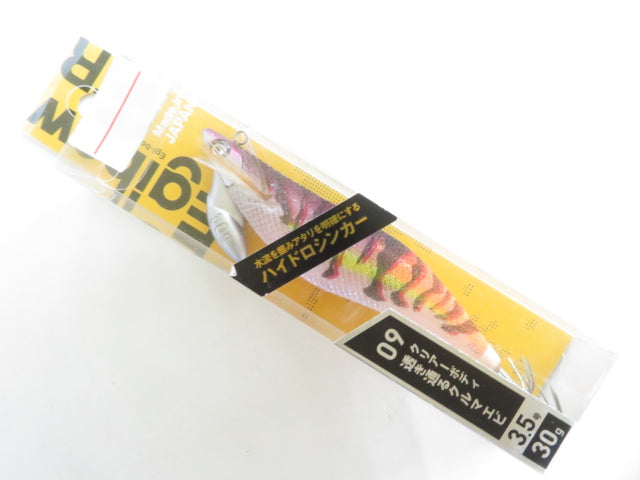 Made in
JAPAN
水流を掴みアタリを明確にする
ハイドロシンカー
09
クリアーボディ
透き通るクルマエビ
3.5号
30g